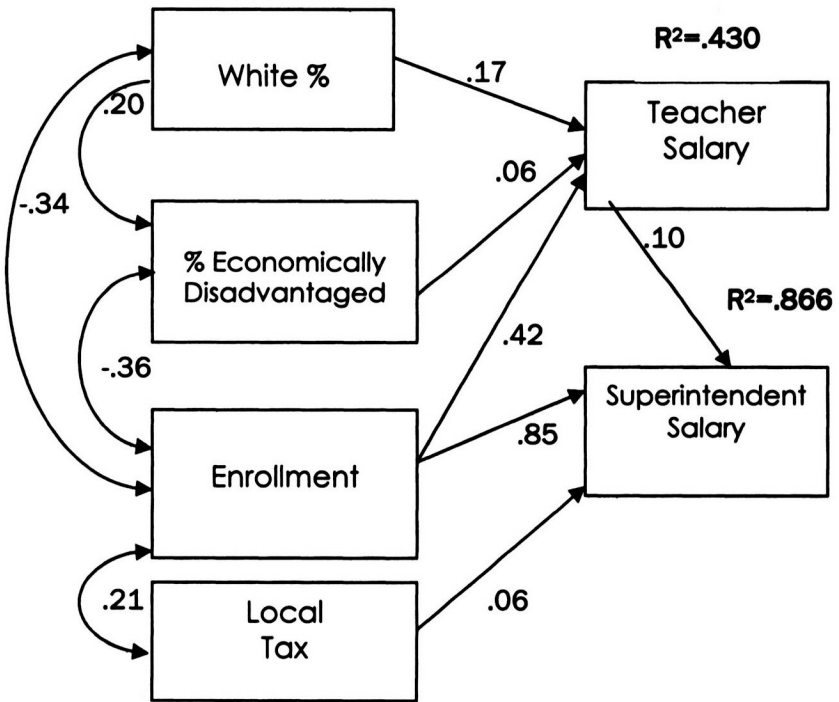 R²=.430
White %
.17
Teacher
Salary
.20
.06
-.34
.10
% Economically
Disadvantaged
R²=.866
.42
-.36
Superintendent
Salary
.85
Enrollment
.21
Local
Tax
.06